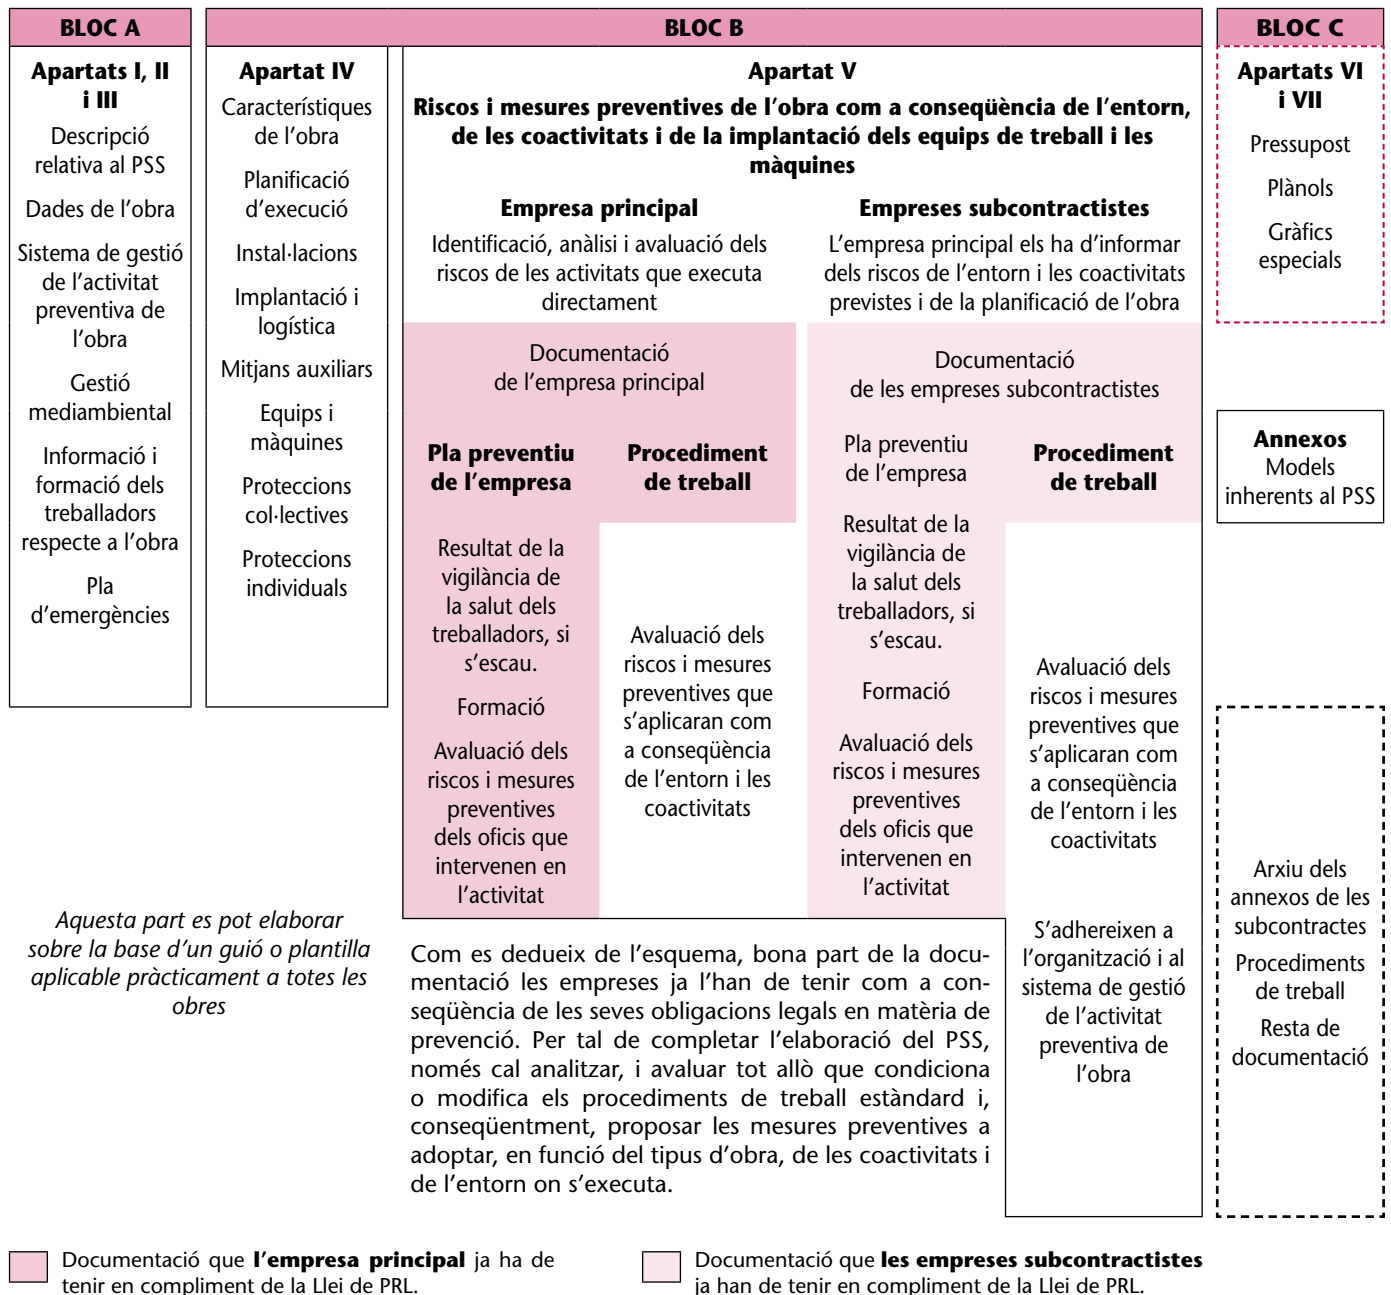 BLOC A
BLOC B
BLOC C
Apartats I, II
i III
Descripció
relativa al PSS
Dades de l’obra
Sistema de gestió
de l’activitat
preventiva de
l’obra
Gestió
mediambiental
Informació i
formació dels
treballadors
respecte a l’obra
Pla
d’emergències
Apartat IV
Característiques
de l’obra
Planificació
d’execució
Instal·lacions
Implantació i
logística
Mitjans auxiliars
Equips i
màquines
Proteccions
col·lectives
Proteccions
individuals
Aquesta part es pot elaborar
sobre la base d’un guió o plantilla
aplicable pràcticament a totes les
obres
Apartat V
Riscos i mesures preventives de l’obra com a conseqüència de l’entorn,
de les coactivitats i de la implantació dels equips de treball i les
màquines
Empresa principal
Identificació, anàlisi i avaluació dels
riscos de les activitats que executa
directament
Documentació
de l’empresa principal
Pla preventiu
de l’empresa
Resultat de la
vigilància de
la salut dels
treballadors, si
s’escau.
Formació
Avaluació dels
riscos i mesures
preventives
dels oficis que
intervenen en
l’activitat
Procediment
de treball
Avaluació dels
riscos i mesures
preventives que
s’aplicaran com
a conseqüència
de l’entorn i les
coactivitats
Empreses subcontractistes
L’empresa principal els ha d’informar
dels riscos de l’entorn i les coactivitats
previstes i de la planificació de l’obra
Documentació
de les empreses subcontractistes
Pla preventiu
de l’empresa
Resultat de la
vigilància de
la salut dels
treballadors, si
s’escau.
Formació
Avaluació dels
riscos i mesures
preventives
dels oficis que
intervenen en
l’activitat
Procediment
de treball
Avaluació dels
riscos i mesures
preventives que
s’aplicaran com
a conseqüència
de l’entorn i les
coactivitats
S’adhereixen a
l’organització i al
sistema de gestió
de l’activitat
preventiva de
l’obra
Com es dedueix de l’esquema, bona part de la docu-
mentació les empreses ja l’han de tenir com a con-
seqüència de les seves obligacions legals en matèria de
prevenció. Per tal de completar l’elaboració del PSS,
només cal analitzar, i avaluar tot allò que condiciona
o modifica els procediments de treball estàndard i,
conseqüentment, proposar les mesures preventives a
adoptar, en funció del tipus d’obra, de les coactivitats i
de l’entorn on s’executa.
Apartats VI
i VII
Pressupost
Plànols
Gràfics
especials
Annexos
Models
inherents al PSS
Arxiu dels
annexos de les
subcontractes
Procediments
de treball
Resta de
documentació
Documentació que l’empresa principal ja ha de
tenir en compliment de la Llei de PRL.
Documentació que les empreses subcontractistes
ja han de tenir en compliment de la Llei de PRL.